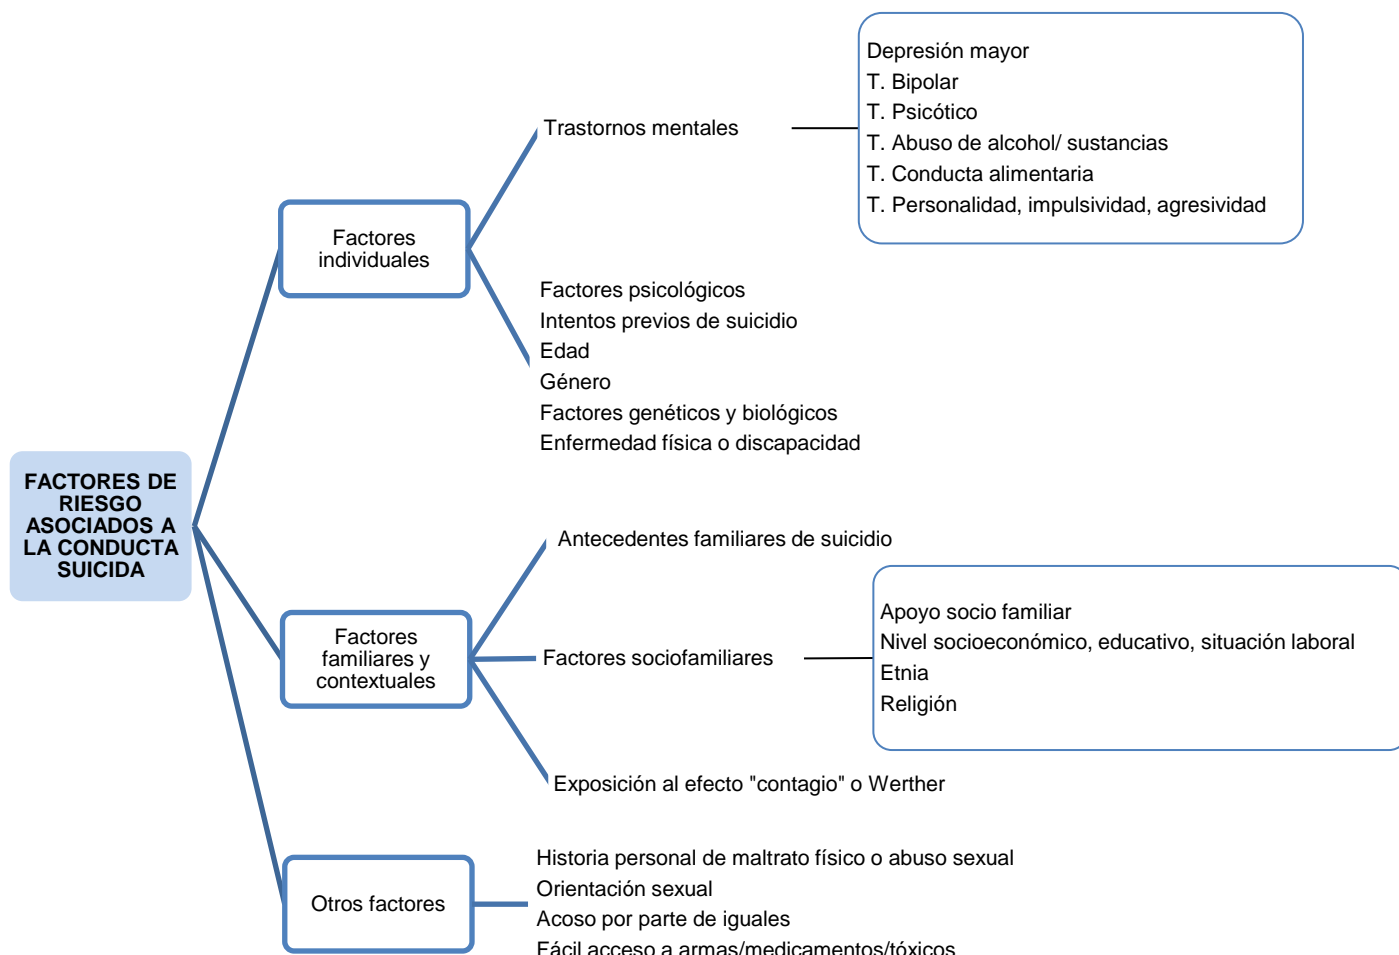 FACTORES DE
RIESGO
ASOCIADOS A
LA CONDUCTA
SUICIDA
Factores
individuales
Trastornos mentales
Depresión mayor
T. Bipolar
T. Psicótico
T. Abuso de alcohol/ sustancias
T. Conducta alimentaria
T. Personalidad, impulsividad, agresividad
Factores psicológicos
Intentos previos de suicidio
Edad
Género
Factores genéticos y biológicos
Enfermedad física o discapacidad
Factores
familiares y
contextuales
Antecedentes familiares de suicidio
Factores sociofamiliares
Apoyo socio familiar
Nivel socioeconómico, educativo, situación laboral
Etnia
Religión
Exposición al efecto "contagio" o Werther
Otros factores
Historia personal de maltrato físico o abuso sexual
Orientación sexual
Acoso por parte de iguales
Fácil acceso a armas/medicamentos/tóxicos